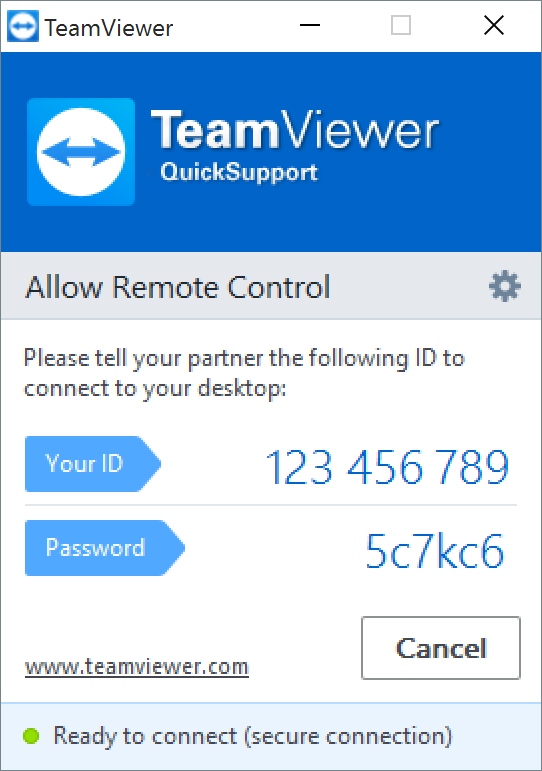 TeamViewer
TeamViewer
QuickSupport
Allow Remote Control
Please tell your partner the following ID to
connect to your desktop:
Your ID 123 456 789
Password 5c7kc6
Cancel
www.teamviewer.com
Ready to connect (secure connection)